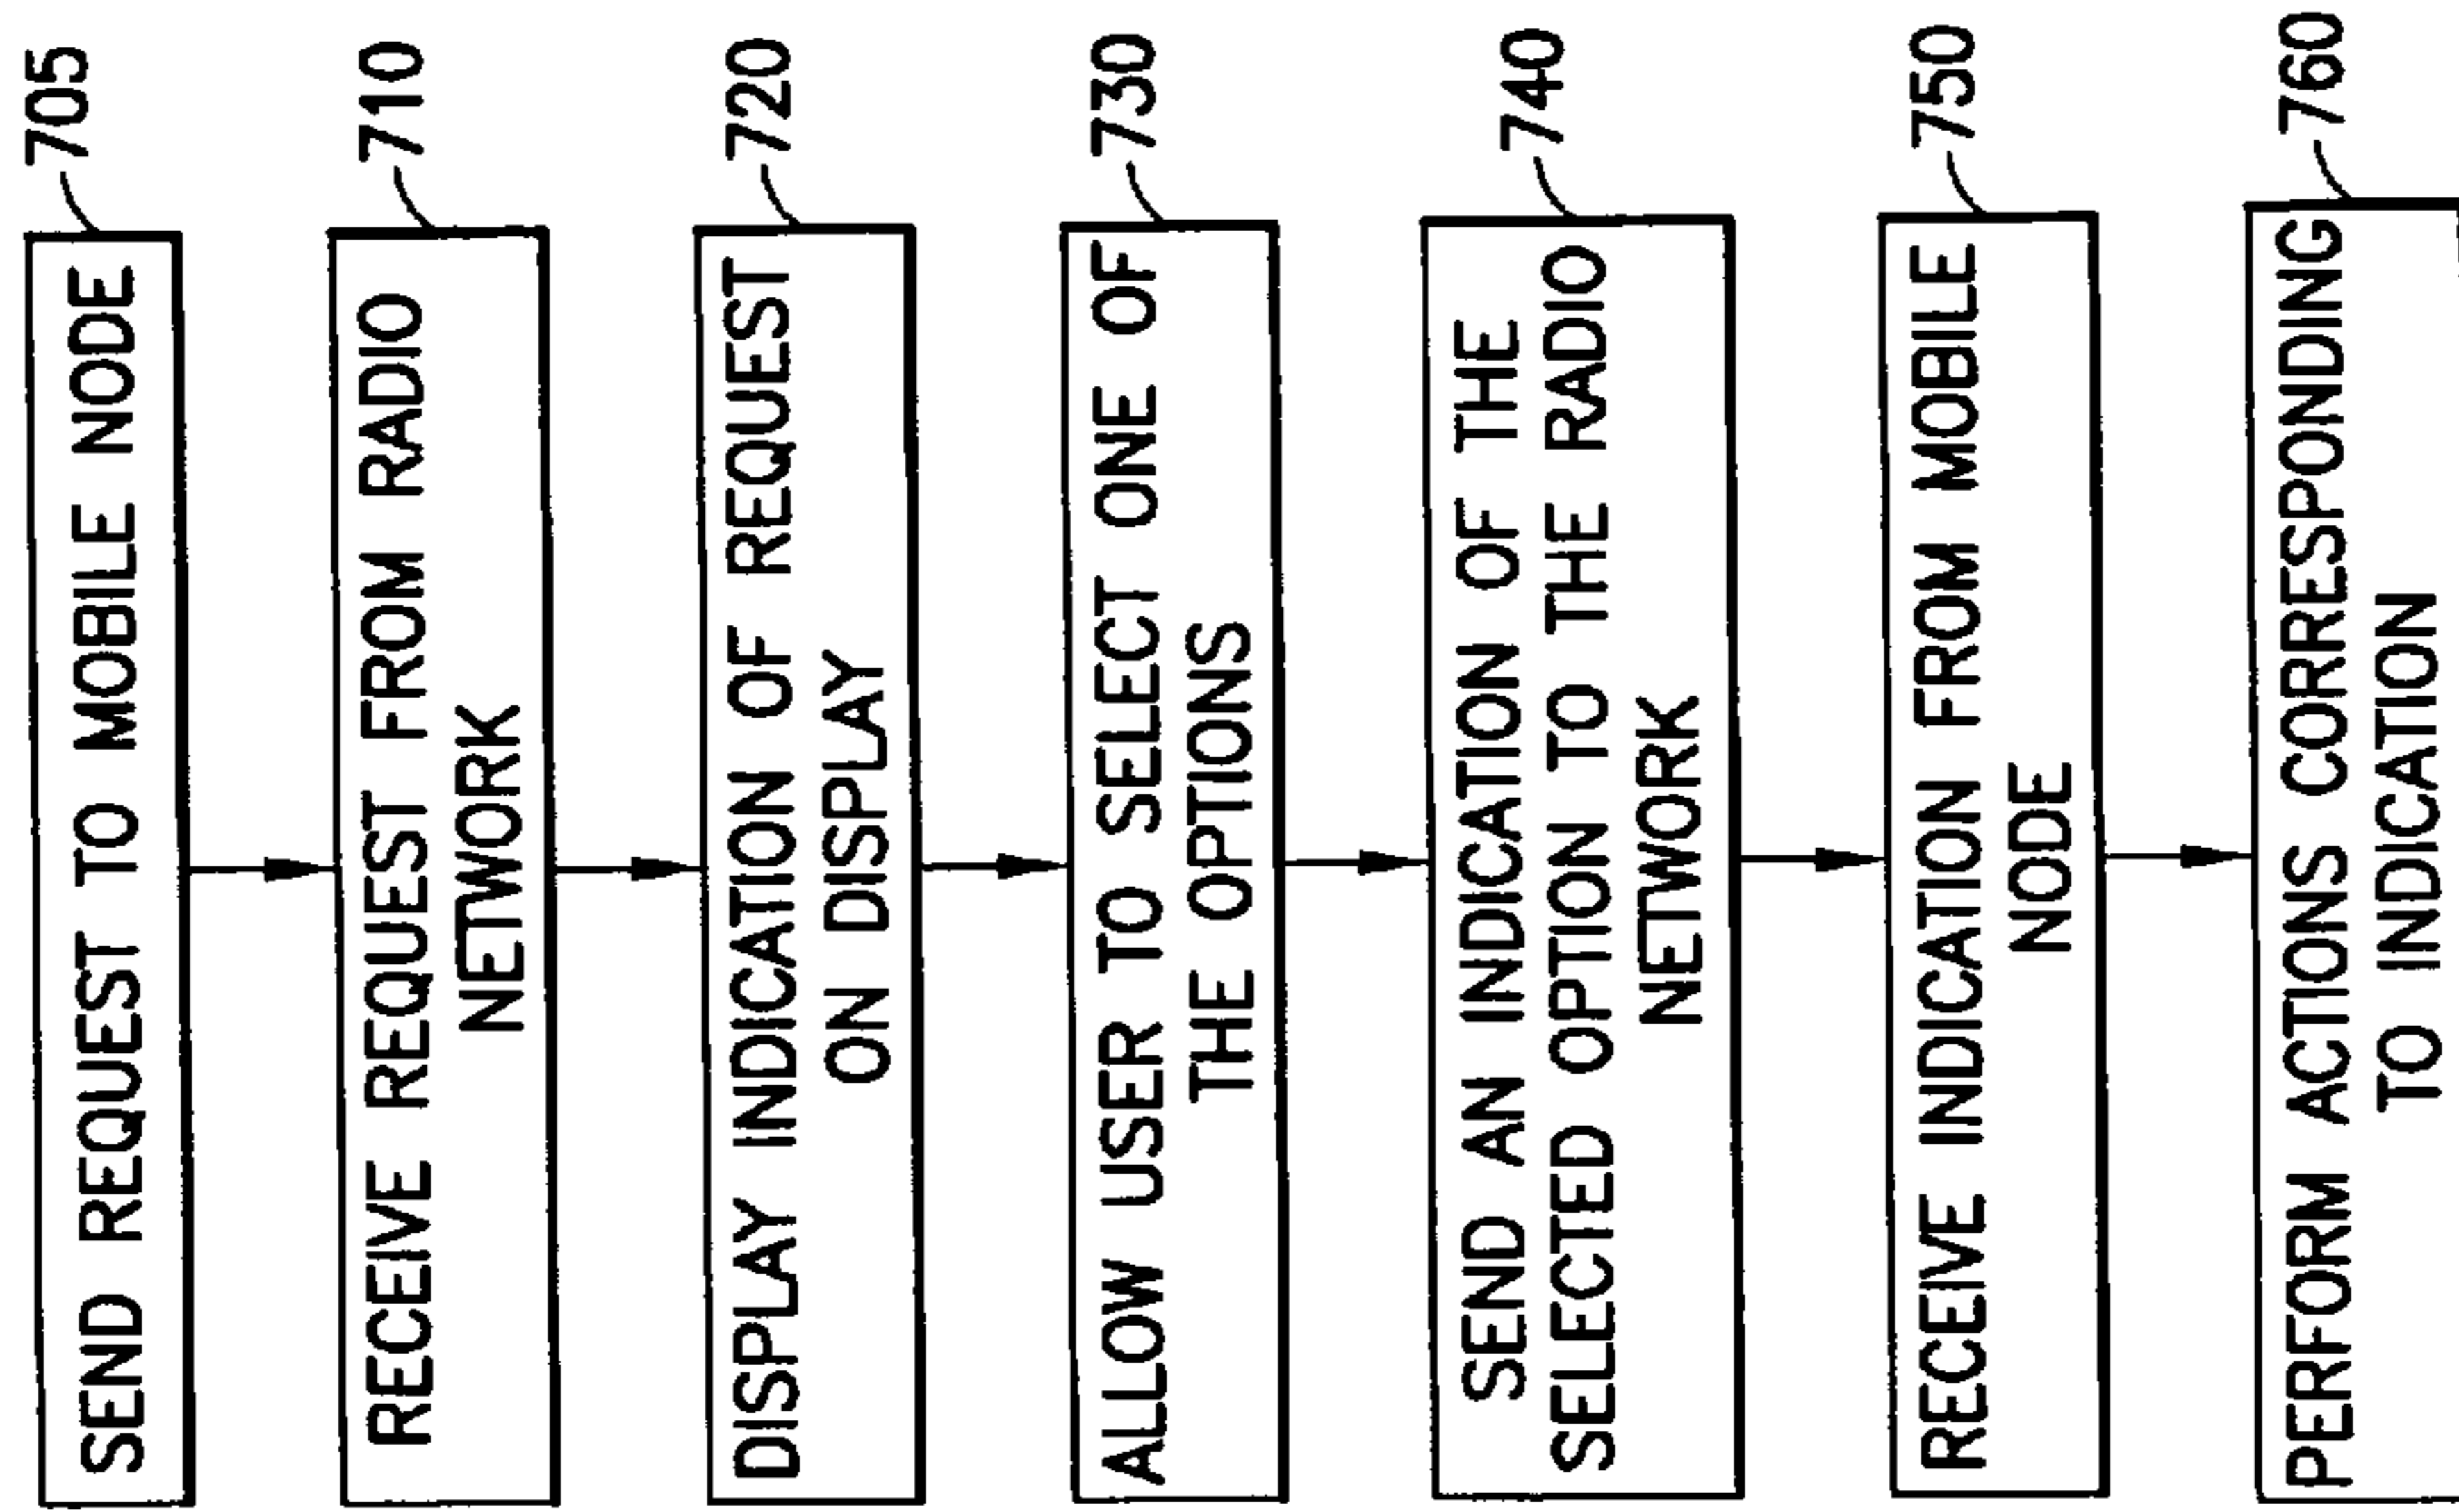 705
SEND REQUEST TO MOBILE NODE
710
RECEIVE REQUEST FROM RADIO
NETWORK
720
DISPLAY INDICATION OF REQUEST
ON DISPLAY
730
ALLOW USER TO SELECT ONE OF
THE OPTIONS
740
SEND AN INDICATION OF THE
SELECTED OPTION TO THE RADIO
NETWORK
750
RECEIVE INDICATION FROM MOBILE
NODE
760
PERFORM ACTIONS CORRESPONDING
TO INDICATION